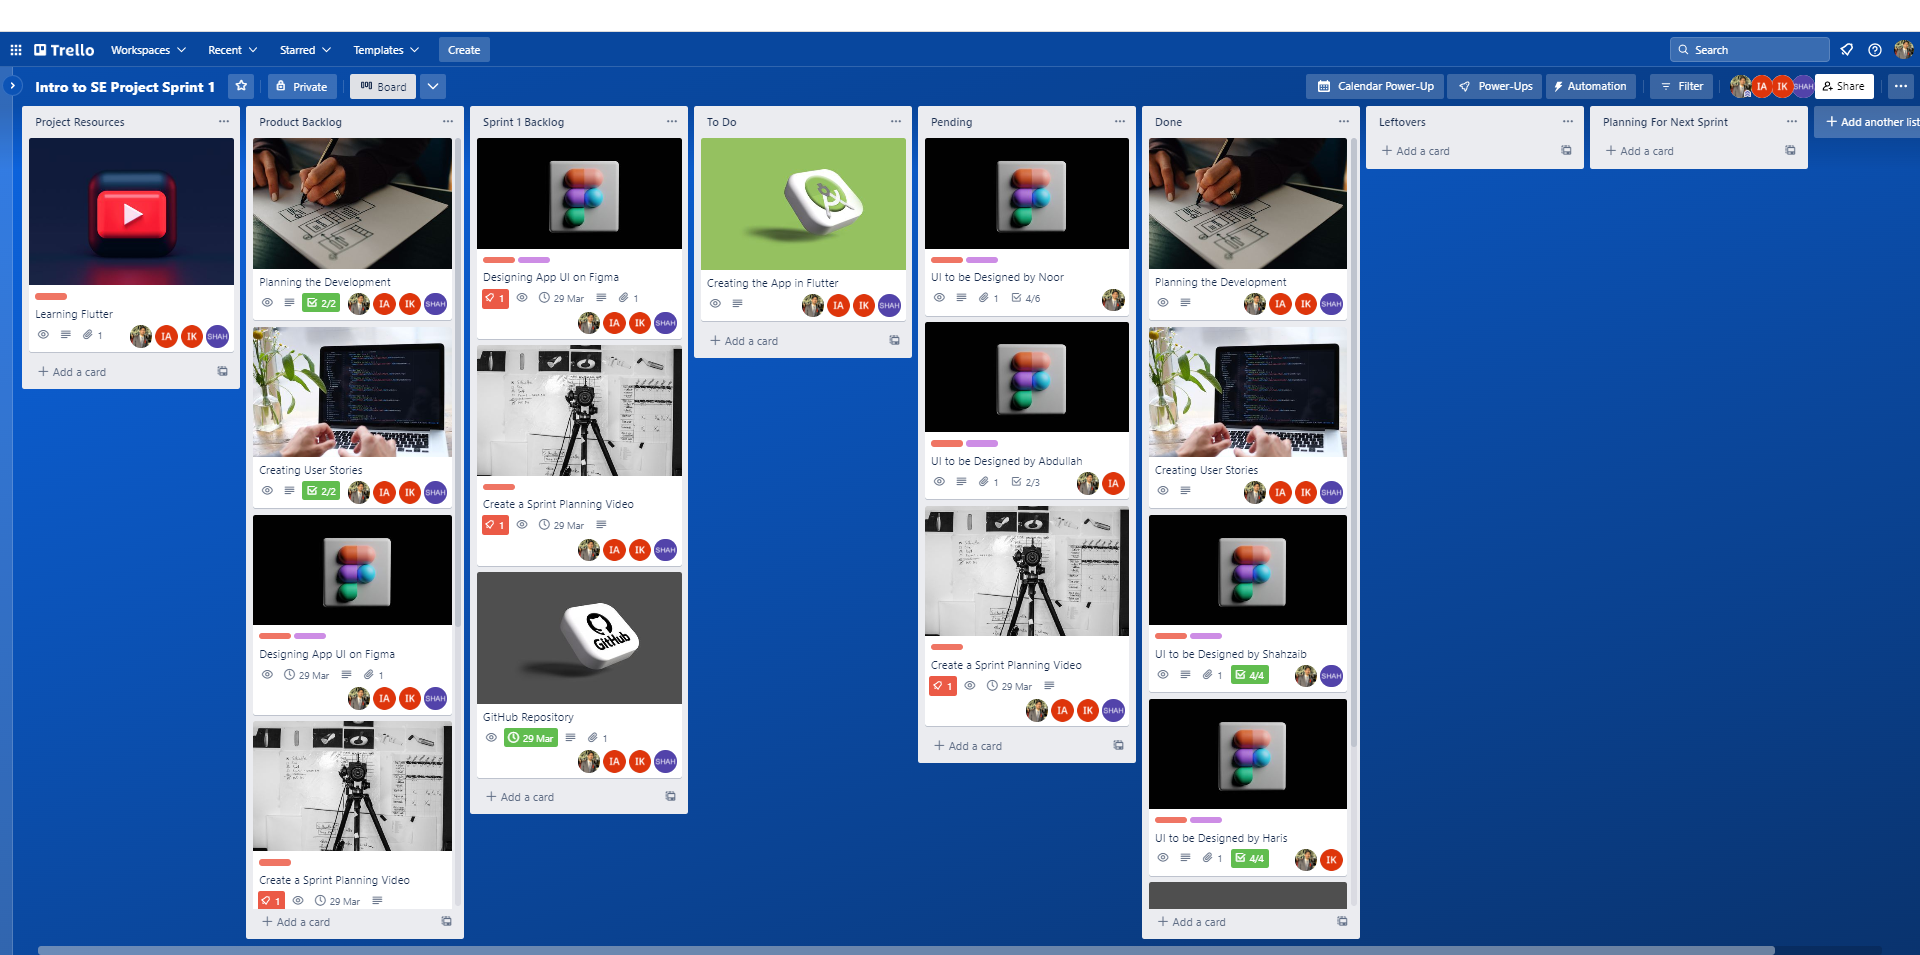 Trello
Workspaces
Recent
Starred
Templates
Create
Search
Intro to SE Project Sprint 1
Private
Board
Calendar Power-Up
Power-Ups
Automation
Filter
IA
IK
SHAH
Share
Project Resources
Learning Flutter
1
IA
IK
SHAH
Add a card
Product Backlog
Planning the Development
2/2
IA
IK
SHAH
Creating User Stories
2/2
IA
IK
SHAH
Designing App UI on Figma
29 Mar
1
IA
IK
SHAH
Create a Sprint Planning Video
1
29 Mar
Add a card
Sprint 1 Backlog
Designing App UI on Figma
1
29 Mar
1
IA
IK
SHAH
Create a Sprint Planning Video
1
29 Mar
IA
IK
SHAH
GitHub
GitHub Repository
29 Mar
1
IA
IK
SHAH
Add a card
To Do
Creating the App in Flutter
IA
IK
SHAH
Add a card
Pending
UI to be Designed by Noor
1
4/6
UI to be Designed by Abdullah
1
2/3
IA
Create a Sprint Planning Video
1
29 Mar
IA
IK
SHAH
Add a card
Done
Planning the Development
IA
IK
SHAH
Creating User Stories
IA
IK
SHAH
UI to be Designed by Shahzaib
1
4/4
SHAH
UI to be Designed by Haris
1
4/4
IK
Add a card
Leftovers
Add a card
Planning For Next Sprint
Add a card
Add another list